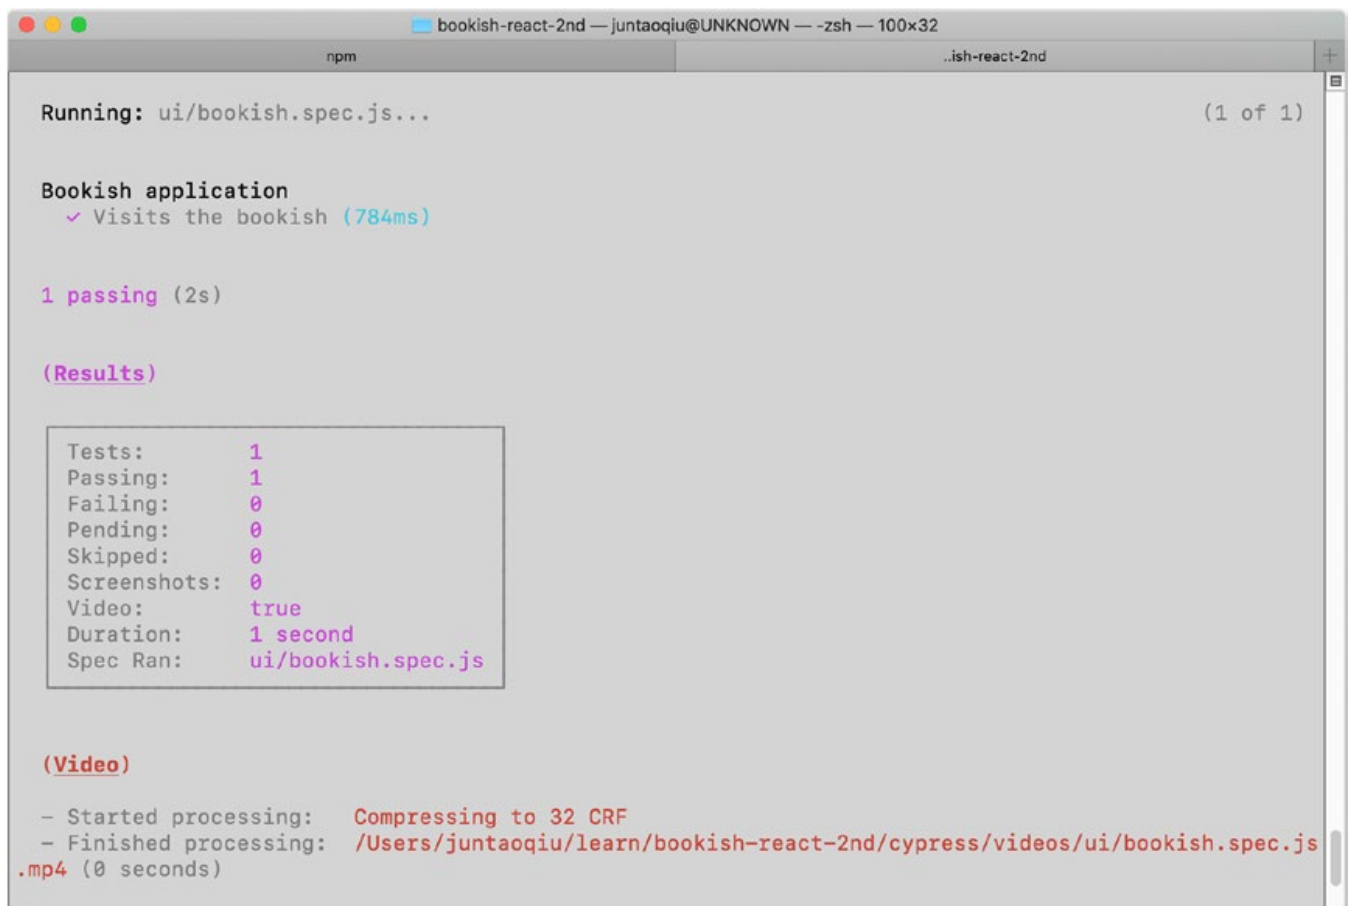 bookish-react-2nd — juntaoqiu@UNKNOWN — -zsh — 100×32
npm ..ish-react-2nd +
Running: ui/bookish.spec.js... (1 of 1)
Bookish application
✓ Visits the bookish (784ms)
1 passing (2s)
(Results)
Tests: 1
Passing: 1
Failing: 0
Pending: 0
Skipped: 0
Screenshots: 0
Video: true
Duration: 1 second
Spec Ran: ui/bookish.spec.js
(Video)
– Started processing: Compressing to 32 CRF
– Finished processing: /Users/juntaoqiu/learn/bookish-react-2nd/cypress/videos/ui/bookish.spec.js
.mp4 (0 seconds)